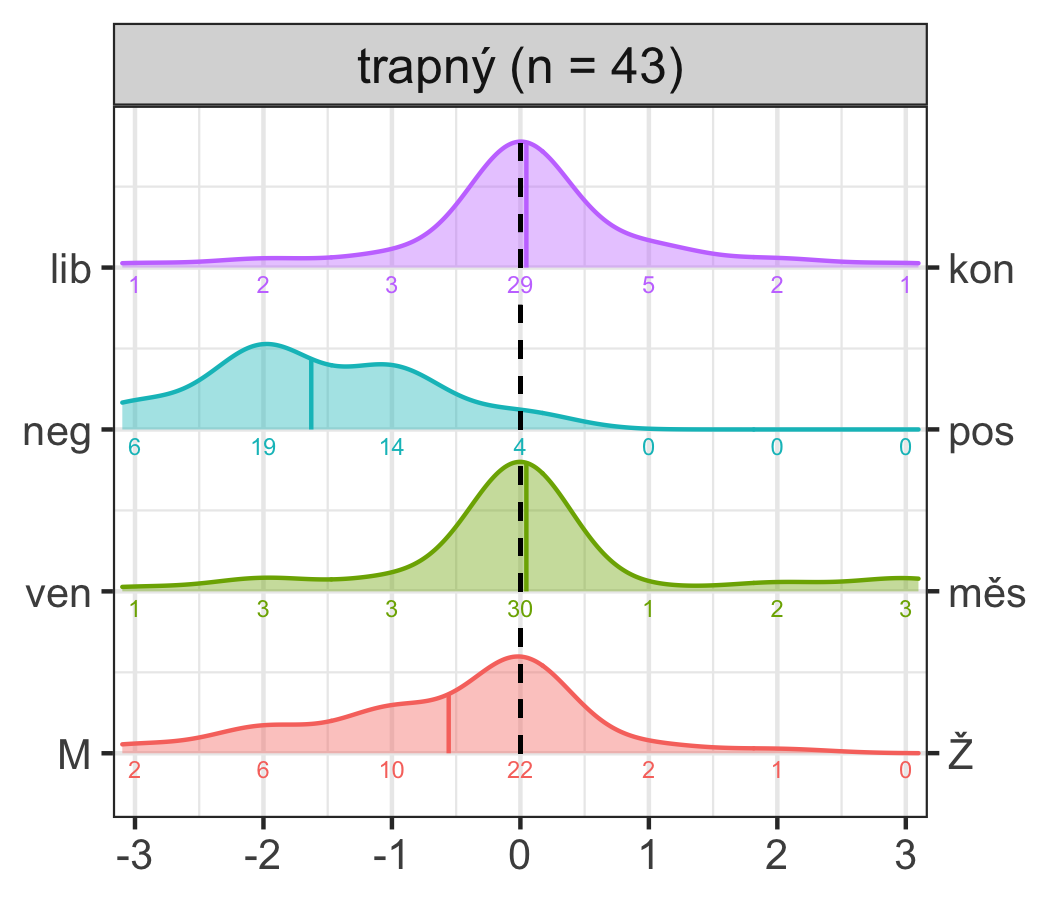 trapný (n = 43)
lib kon
1 2 3 29 5 2 1
neg pos
6 19 14 4 0 0 0
ven měs
1 3 3 30 1 2 3
M Ž
2 6 10 22 2 1 0
-3 -2 -1 0 1 2 3